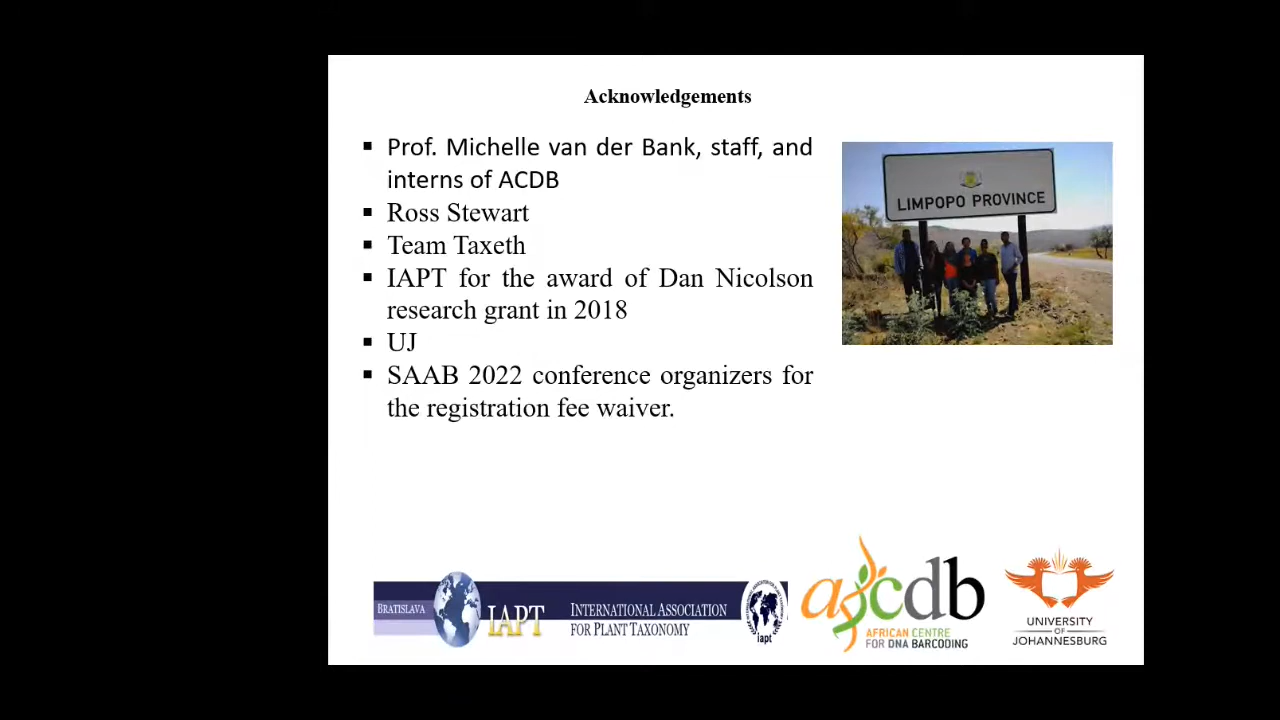 Acknowledgements
▪ Prof. Michelle van der Bank, staff, and
interns of ACDB
▪ Ross Stewart
▪ Team Taxeth
▪ IAPT for the award of Dan Nicolson
research grant in 2018
▪ UJ
▪ SAAB 2022 conference organizers for
the registration fee waiver.
LIMPOPO PROVINCE
BRATISLAVA
IAPT
INTERNATIONAL ASSOCIATION
FOR PLANT TAXONOMY
iapt
acdb
AFRICAN CENTRE
FOR DNA BARCODING
UNIVERSITY
OF
JOHANNESBURG